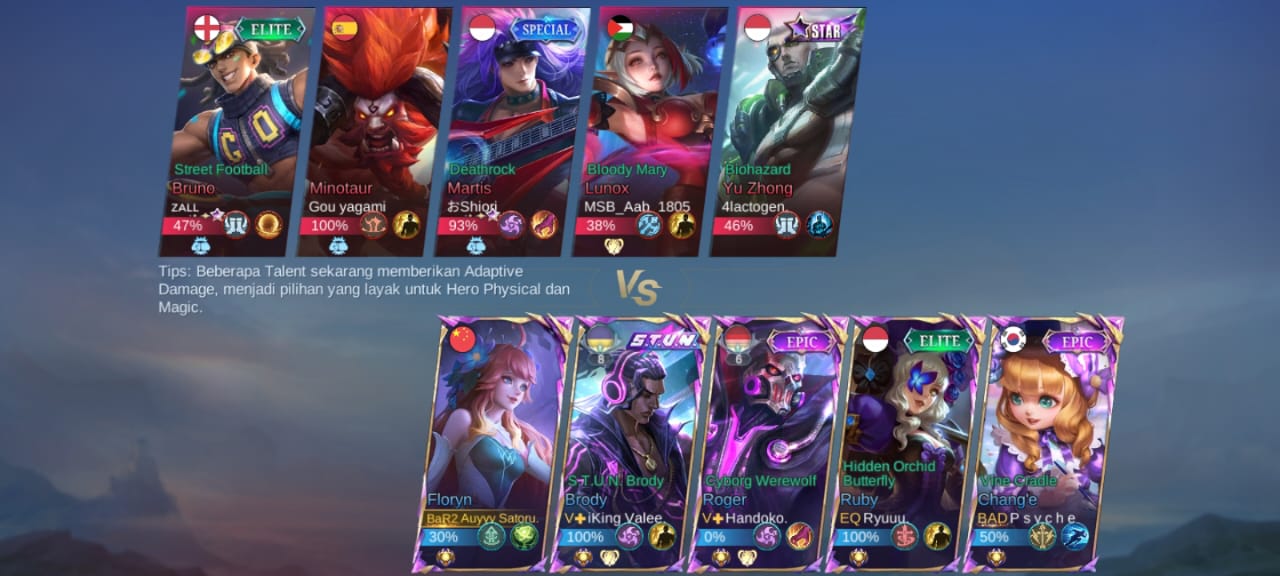 ELITE
SPECIAL
STAR
Street Football
Bruno
ZALL
47%
Minotaur
Gou yagami
100%
Deathrock
Martis
おShiori
93%
Bloody Mary
Lunox
MSB_Aab_1805
38%
Biohazard
Yu Zhong
4lactogen.
46%
Tips: Beberapa Talent sekarang memberikan Adaptive
Damage, menjadi pilihan yang layak untuk Hero Physical dan
Magic.
VS
Floryn
BaR2 Auyyy Satoru.
30%
S.T.U.N.
8
S.T.U.N. Brody
Brody
V✚iKing Valee.
100%
EPIC
6
Cyborg Werewolf
Roger
V✚Handoko.
0%
ELITE
Hidden Orchid
Butterfly
Ruby
EQ Ryuuu.
100%
EPIC
Vine Cradle
Chang'e
BAD P s y c h e
50%